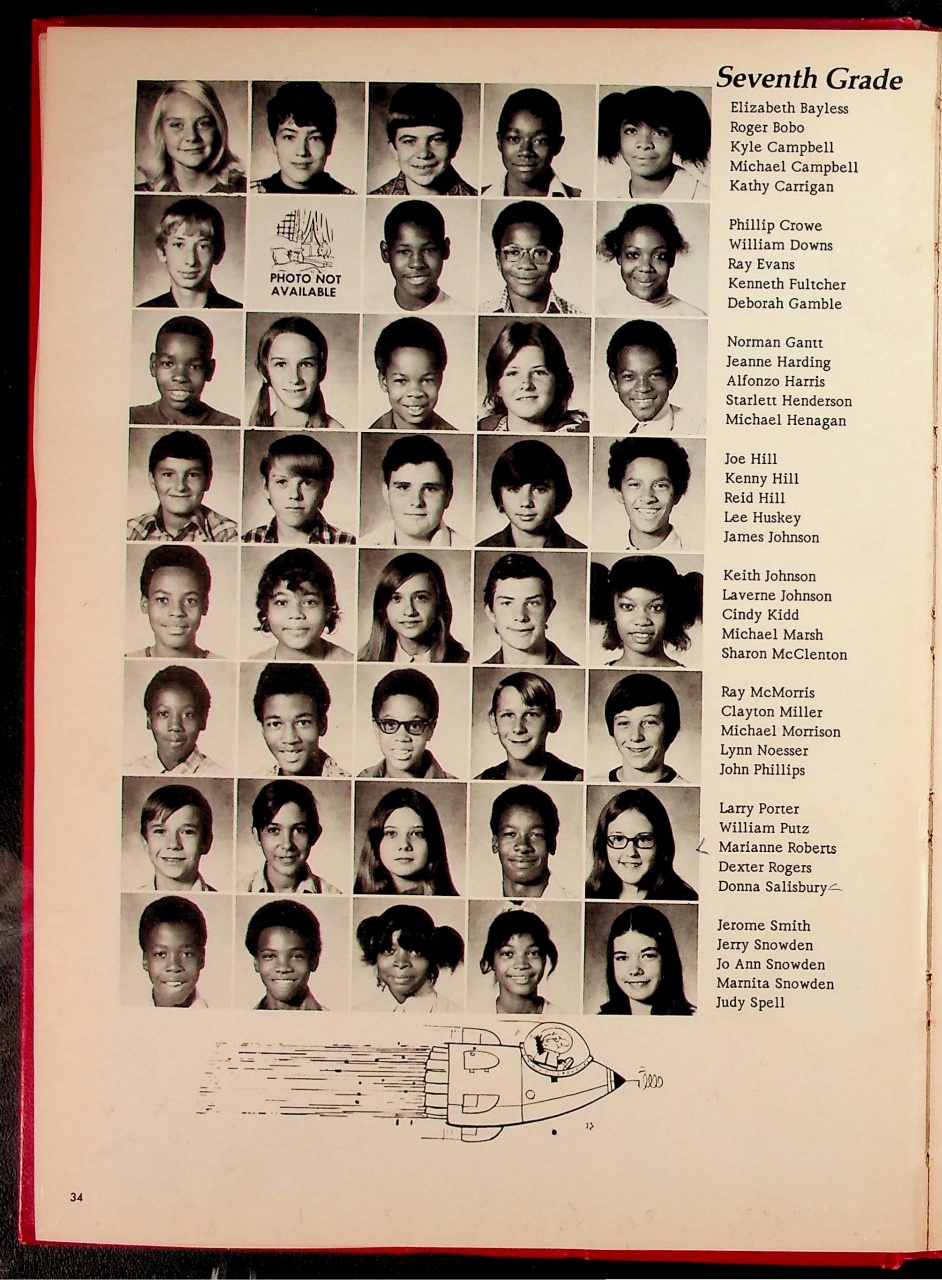 Seventh Grade
Elizabeth Bayless
Roger Bobo
Kyle Campbell
Michael Campbell
Kathy Carrigan
PHOTO NOT
AVAILABLE
Phillip Crowe
William Downs
Ray Evans
Kenneth Fultcher
Deborah Gamble
Norman Gantt
Jeanne Harding
Alfonzo Harris
Starlett Henderson
Michael Henagan
Joe Hill
Kenny Hill
Reid Hill
Lee Huskey
James Johnson
Keith Johnson
Laverne Johnson
Cindy Kidd
Michael Marsh
Sharon McClenton
Ray McMorris
Clayton Miller
Michael Morrison
Lynn Noesser
John Phillips
Larry Porter
William Putz
Marianne Roberts
Dexter Rogers
Donna Salisbury
Jerome Smith
Jerry Snowden
Jo Ann Snowden
Marnita Snowden
Judy Spell
34